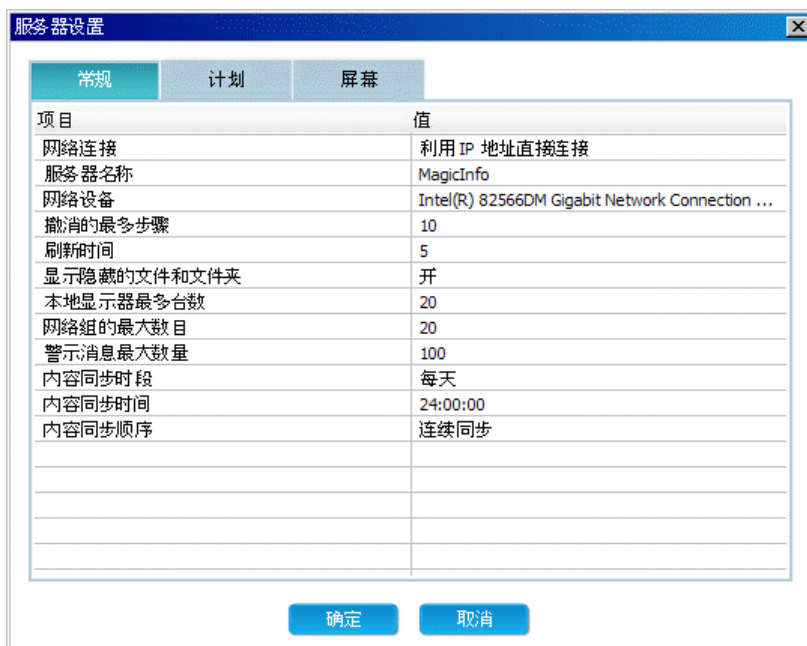 服务器设置
常规 计划 屏幕
项目 值
网络连接 利用 IP 地址直接连接
服务器名称 MagicInfo
网络设备 Intel(R) 82566DM Gigabit Network Connection ...
撤消的最多步骤 10
刷新时间 5
显示隐藏的文件和文件夹 开
本地显示器最多台数 20
网络组的最大数目 20
警示消息最大数量 100
内容同步时段 每天
内容同步时间 24:00:00
内容同步顺序 连续同步
确定 取消